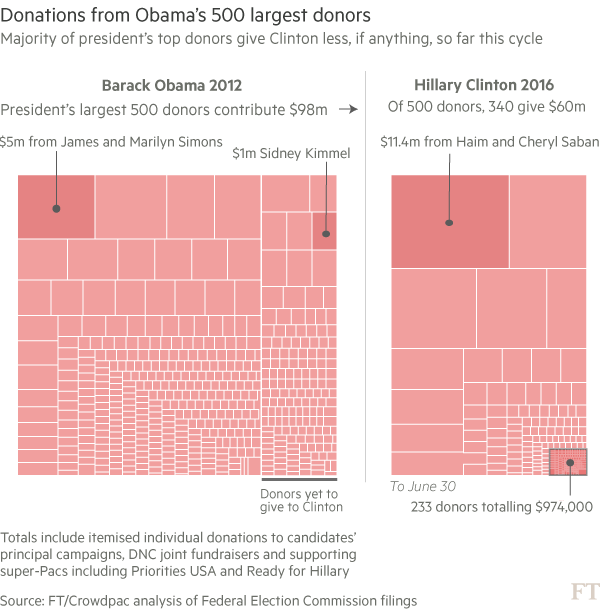 Donations from Obama’s 500 largest donors
Majority of president’s top donors give Clinton less, if anything, so far this cycle
Barack Obama 2012
President’s largest 500 donors contribute $98m
$5m from James and Marilyn Simons
$1m Sidney Kimmel
Donors yet to
give to Clinton
Hillary Clinton 2016
Of 500 donors, 340 give $60m
$11.4m from Haim and Cheryl Saban
To June 30
233 donors totalling $974,000
Totals include itemised individual donations to candidates’
principal campaigns, DNC joint fundraisers and supporting
super-Pacs including Priorities USA and Ready for Hillary
Source: FT/Crowdpac analysis of Federal Election Commission filings
FT